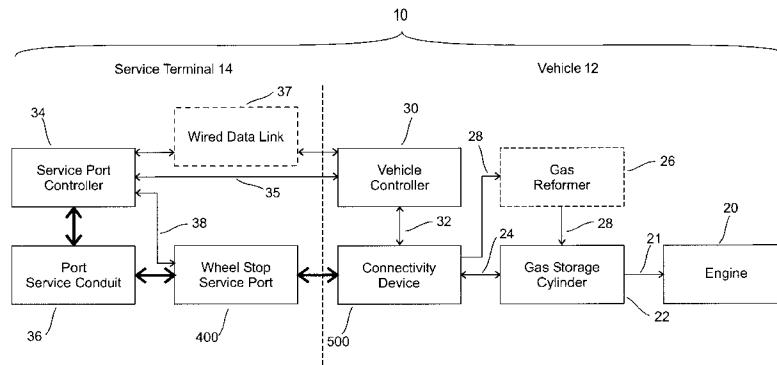 10
Service Terminal 14
Vehicle 12
37
34
Wired Data Link
30
28
26
Service Port
Controller
Vehicle
Controller
Gas
Reformer
35
38
32
24
28
20
21
Port
Service Conduit
Wheel Stop
Service Port
Connectivity
Device
Gas Storage
Cylinder
Engine
36
400
500
22